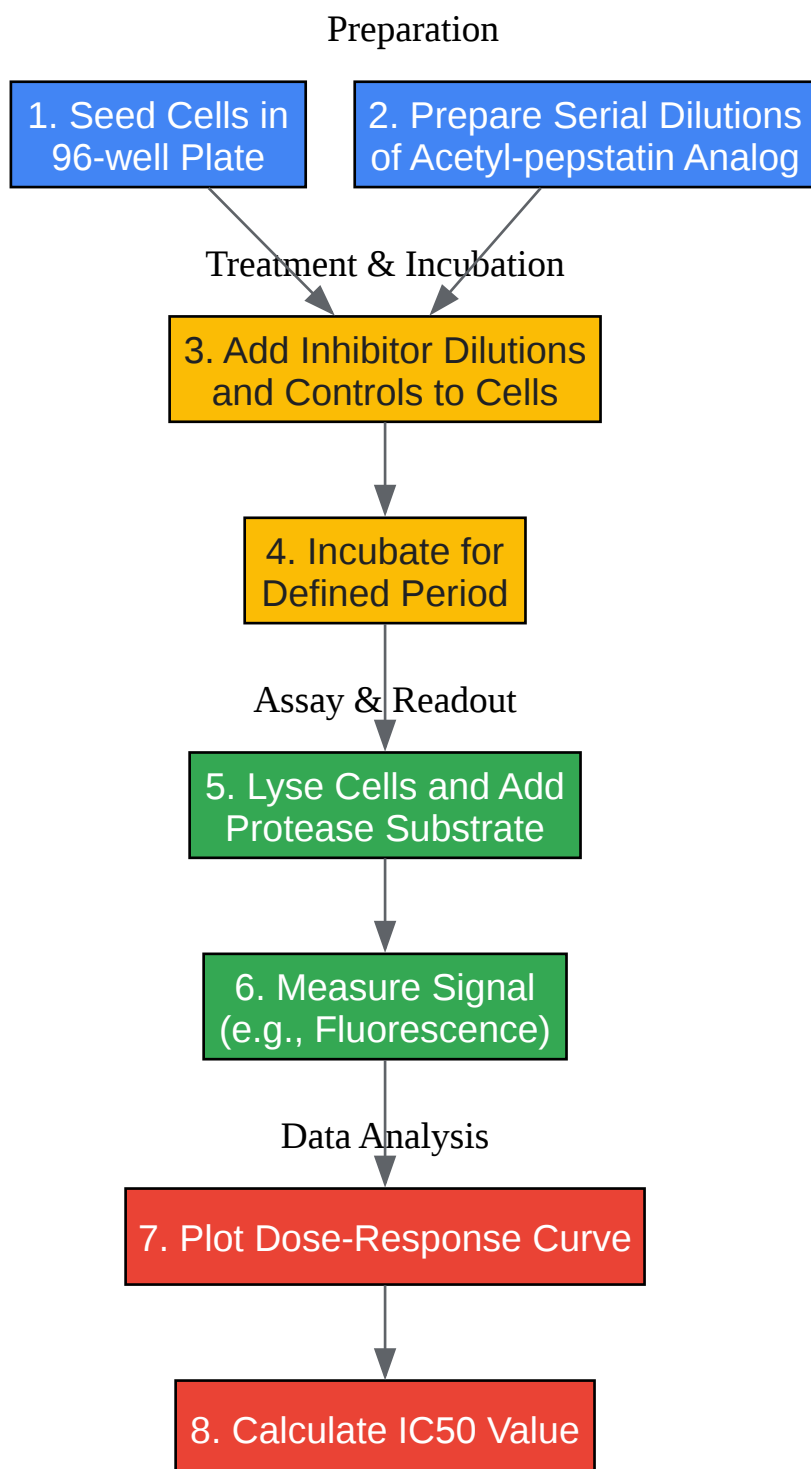 Preparation
1. Seed Cells in
96-well Plate
2. Prepare Serial Dilutions
of Acetyl-pepstatin Analog
Treatment & Incubation
3. Add Inhibitor Dilutions
and Controls to Cells
4. Incubate for
Defined Period
Assay & Readout
5. Lyse Cells and Add
Protease Substrate
6. Measure Signal
(e.g., Fluorescence)
Data Analysis
7. Plot Dose-Response Curve
8. Calculate IC50 Value